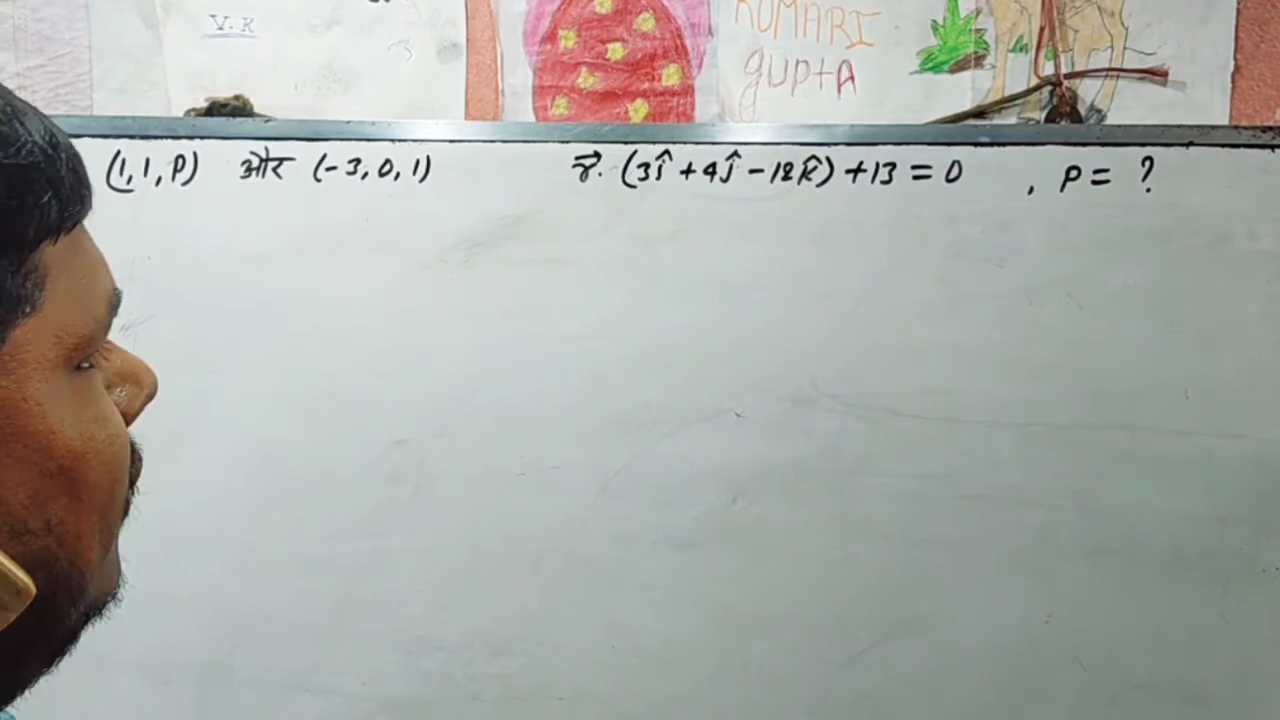 V.K
KUMARI
gupta
(1,1,P) और (-3,0,1) r⃗.(3î+4ĵ-12k̂)+13=0 , P= ?